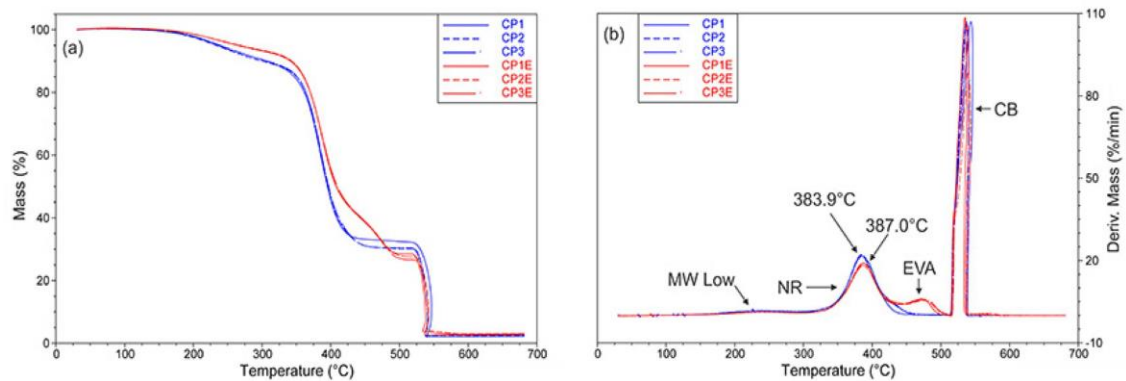 (a)
CP1
CP2
CP3
CP1E
CP2E
CP3E
Mass (%)
100
80
60
40
20
0
0 100 200 300 400 500 600 700
Temperature (°C)
(b)
CP1
CP2
CP3
CP1E
CP2E
CP3E
CB
383.9°C
387.0°C
MW Low
NR
EVA
110
80
50
20
-10
Deriv. Mass (%/min)
0 100 200 300 400 500 600 700
Temperature (°C)